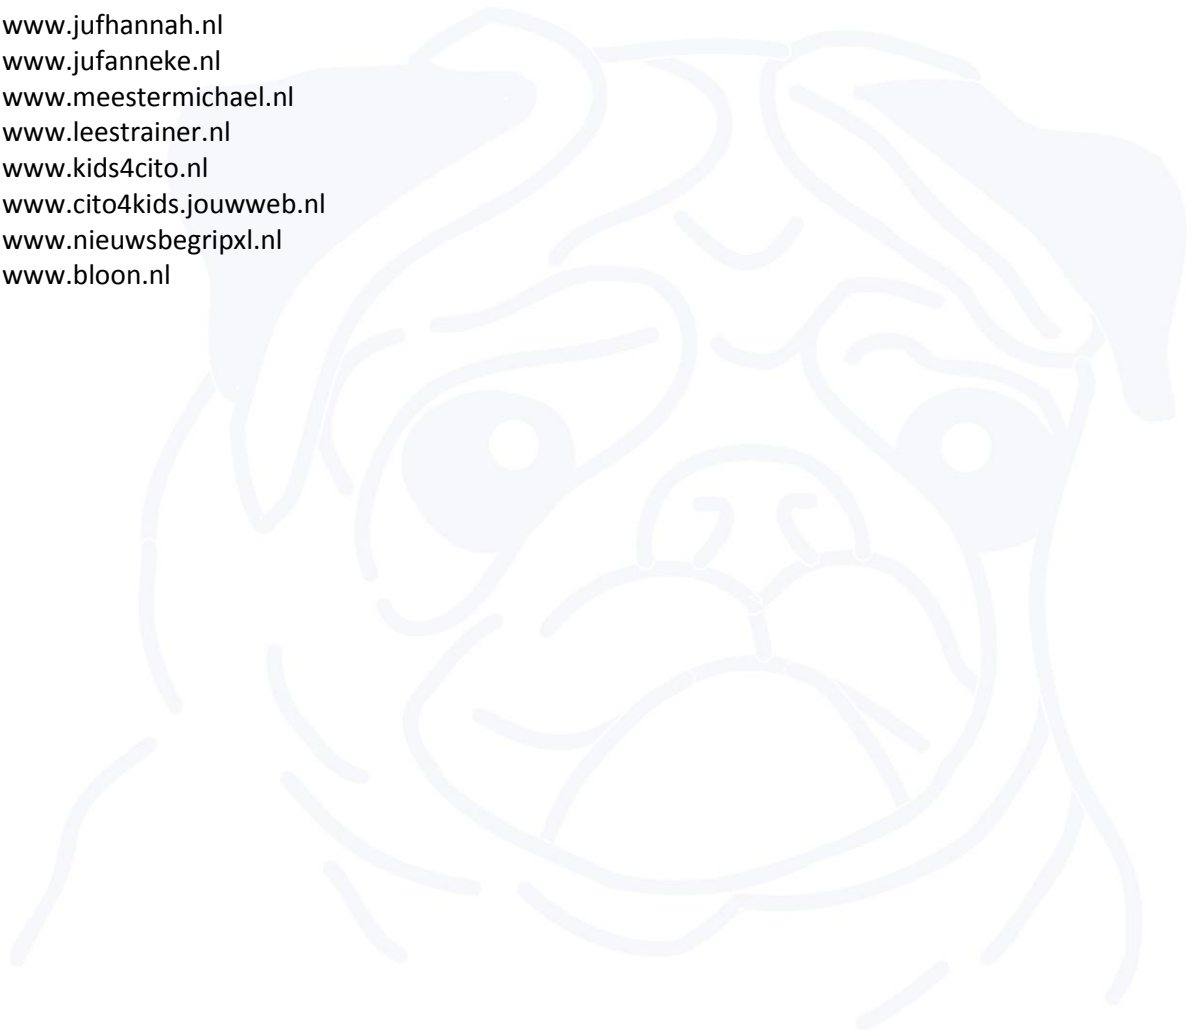 www.jufhannah.nl
www.jufanneke.nl
www.meestermichael.nl
www.leestrainer.nl
www.kids4cito.nl
www.cito4kids.jouwweb.nl
www.nieuwsbegripxl.nl
www.bloon.nl